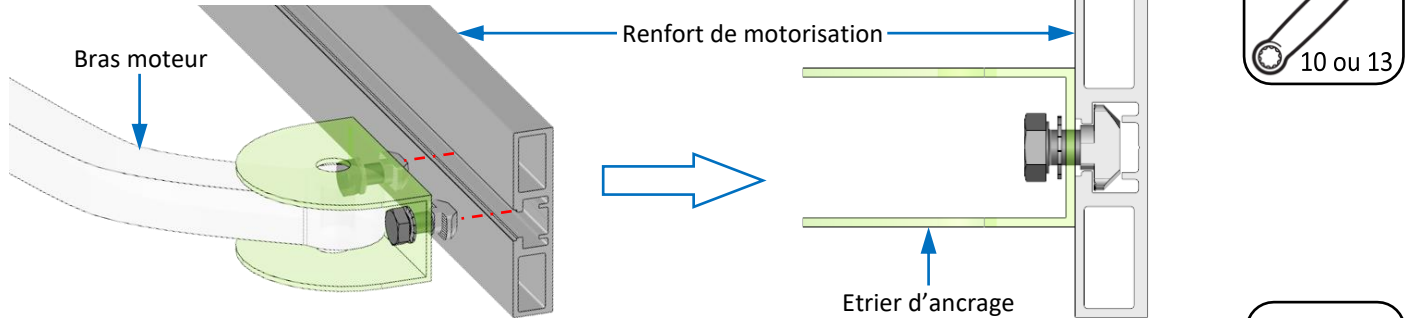 Renfort de motorisation
Bras moteur
10 ou 13
Etrier d’ancrage